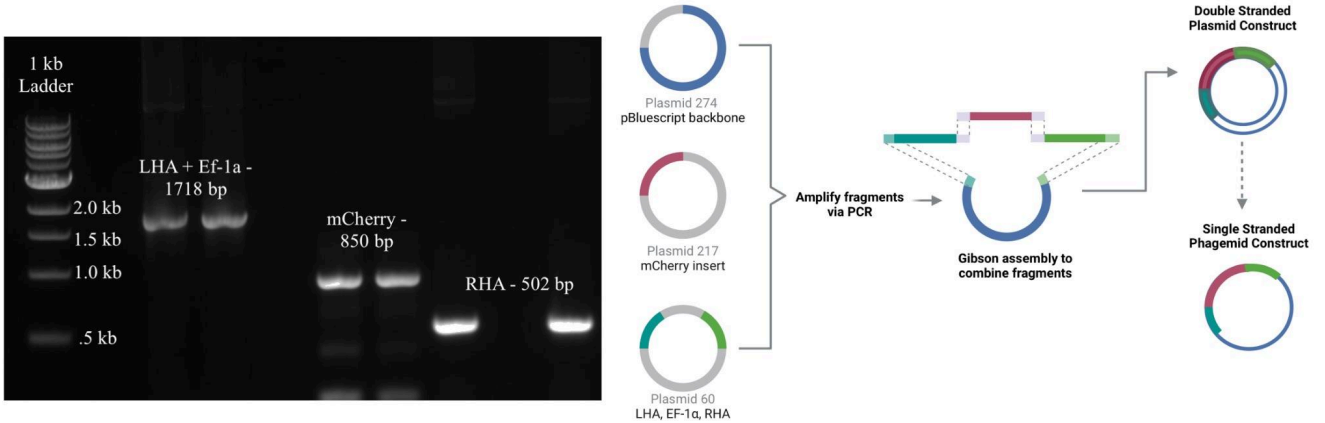 1 kb
Ladder
LHA + Ef-1a -
1718 bp
2.0 kb
mCherry -
850 bp
1.5 kb
1.0 kb
RHA - 502 bp
.5 kb
Plasmid 274
pBluescript backbone
Plasmid 217
mCherry insert
Plasmid 60
LHA, EF-1α, RHA
Amplify fragments
via PCR
Gibson assembly to
combine fragments
Double Stranded
Plasmid Construct
Single Stranded
Phagemid Construct